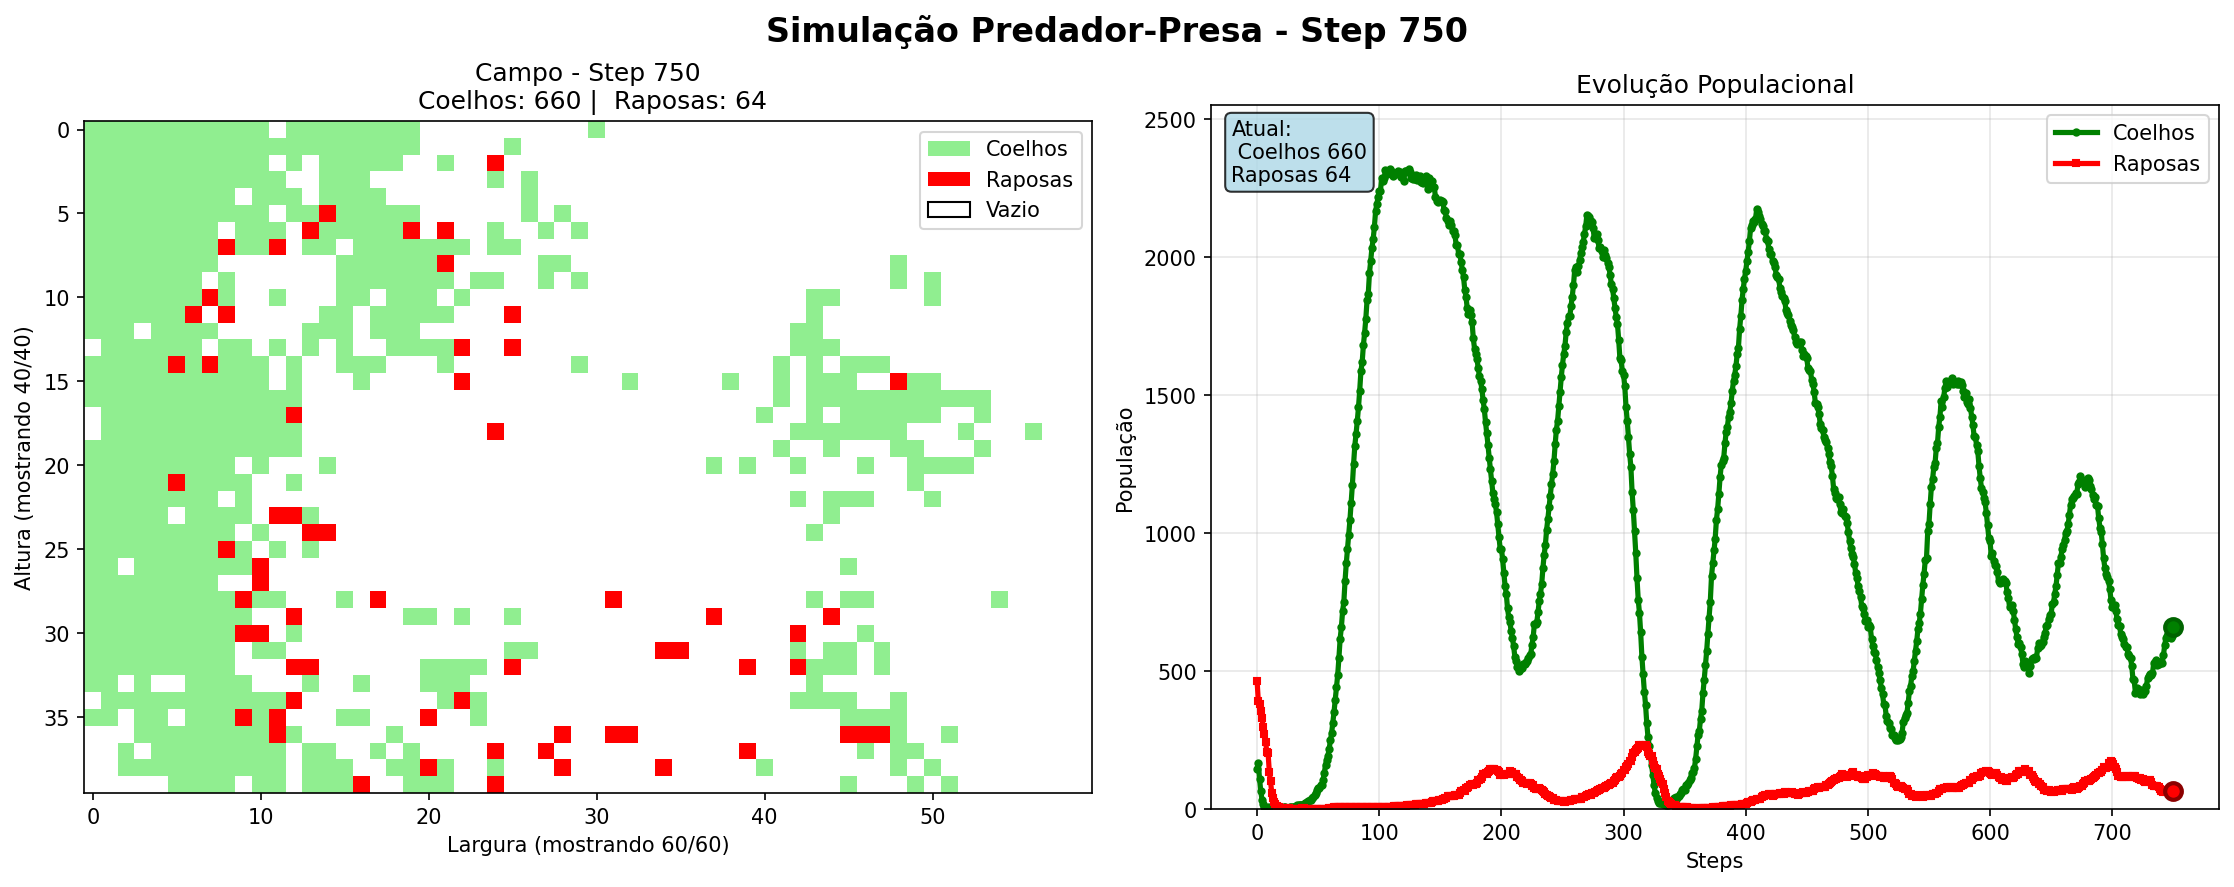 Simulação Predador-Presa - Step 750
Campo - Step 750
Coelhos: 660 |  Raposas: 64
Coelhos
Raposas
Vazio
0
5
10
15
20
25
30
35
Altura (mostrando 40/40)
0
10
20
30
40
50
Largura (mostrando 60/60)
Evolução Populacional
Atual:
Coelhos 660
Raposas 64
Coelhos
Raposas
2500
2000
1500
1000
500
0
População
0
100
200
300
400
500
600
700
Steps